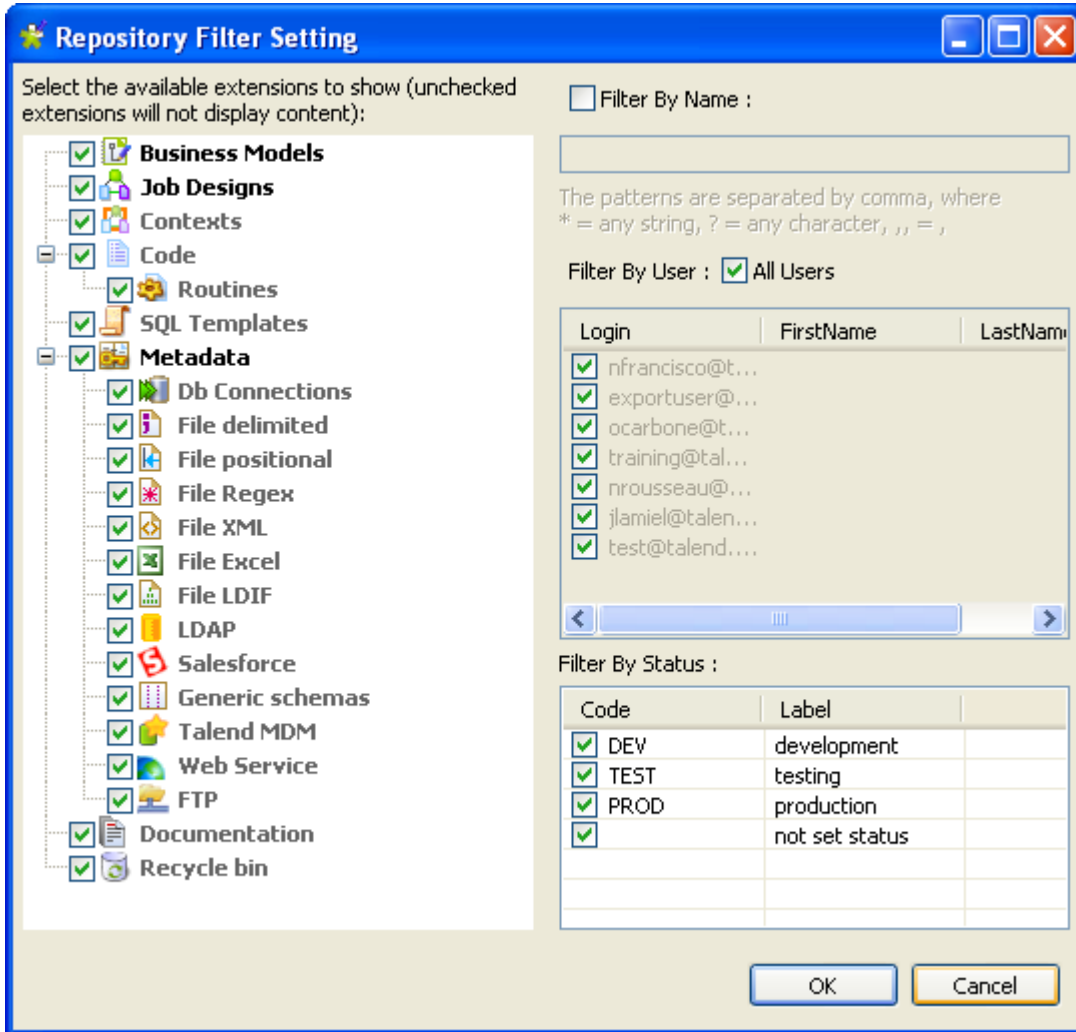 Repository Filter Setting
Select the available extensions to show (unchecked
extensions will not display content):
Business Models
Job Designs
Contexts
Code
Routines
SQL Templates
Metadata
Db Connections
File delimited
File positional
File Regex
File XML
File Excel
File LDIF
LDAP
Salesforce
Generic schemas
Talend MDM
Web Service
FTP
Documentation
Recycle bin
Filter By Name :
The patterns are separated by comma, where
* = any string, ? = any character, ,, = ,
Filter By User : All Users
Login FirstName LastNam
nfrancisco@t...
exportuser@...
ocarbone@t...
training@tal...
nrousseau@...
jlamiel@talen...
test@talend....
Filter By Status :
Code Label
DEV development
TEST testing
PROD production
not set status
OK Cancel